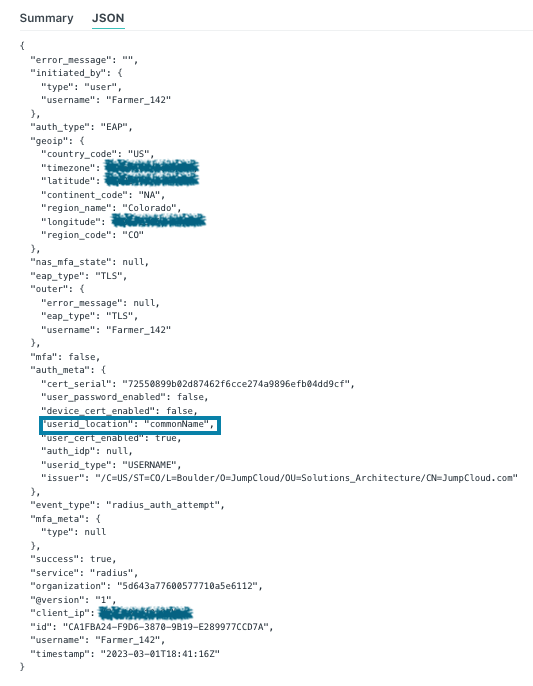 Summary JSON
{
"error_message": "",
"initiated_by": {
"type": "user",
"username": "Farmer_142"
},
"auth_type": "EAP",
"geoip": {
"country_code": "US",
"timezone":
"latitude":
"continent_code": "NA",
"region_name": "Colorado",
"longitude":
"region_code": "CO"
},
"nas_mfa_state": null,
"eap_type": "TLS",
"outer": {
"error_message": null,
"eap_type": "TLS",
"username": "Farmer_142"
},
"mfa": false,
"auth_meta": {
"cert_serial": "72550899b02d87462f6cce274a9896efb04dd9cf",
"user_password_enabled": false,
"device_cert_enabled": false,
"userid_location": "commonName",
"user_cert_enabled": true,
"auth_idp": null,
"userid_type": "USERNAME",
"issuer": "/C=US/ST=CO/L=Boulder/O=JumpCloud/OU=Solutions_Architecture/CN=JumpCloud.com"
},
"event_type": "radius_auth_attempt",
"mfa_meta": {
"type": null
},
"success": true,
"service": "radius",
"organization": "5d643a77600577710a5e6112",
"@version": "1",
"client_ip":
"id": "CA1FBA24-F9D6-3870-9B19-E289977CCD7A",
"username": "Farmer_142",
"timestamp": "2023-03-01T18:41:16Z"
}